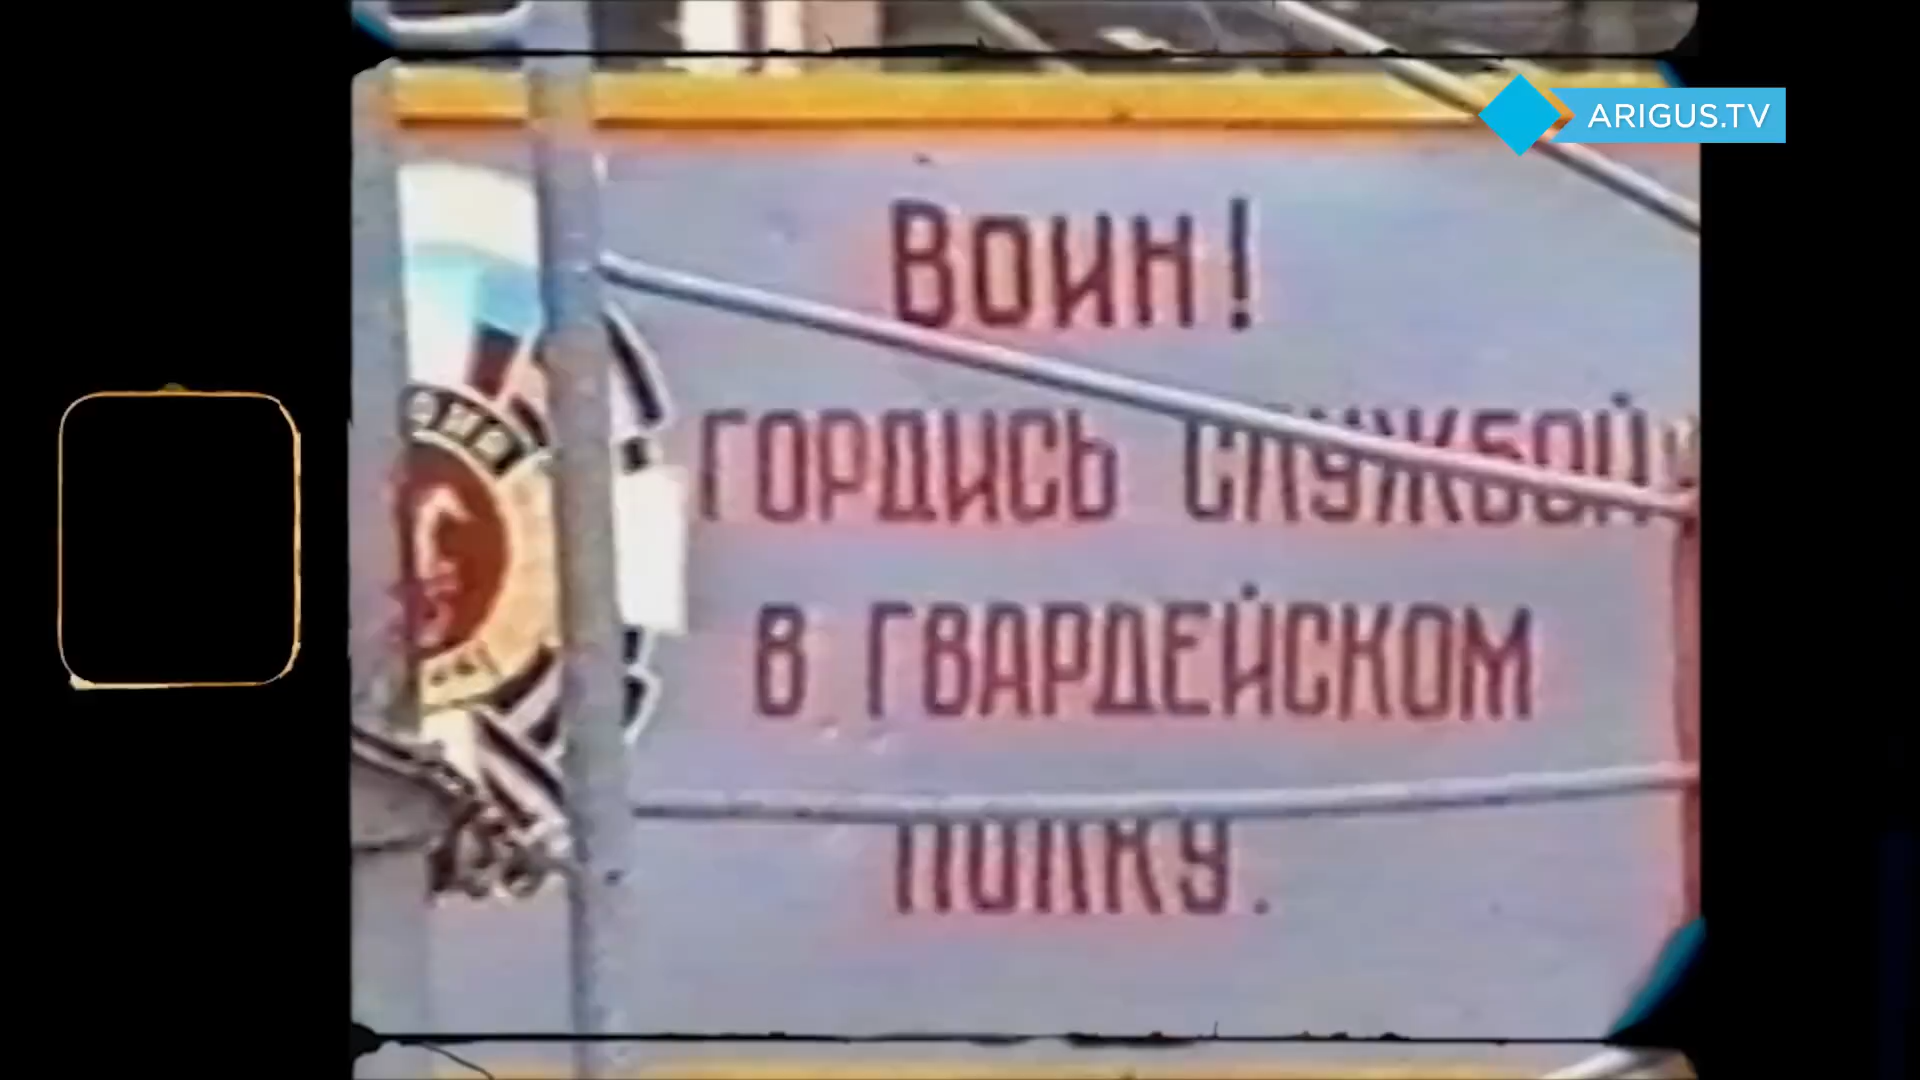 ARIGUS.TV
ВОИН!
ГОРДИСЬ СЛУЖБОЙ
В ГВАРДЕЙСКОМ
ПОЛКУ.